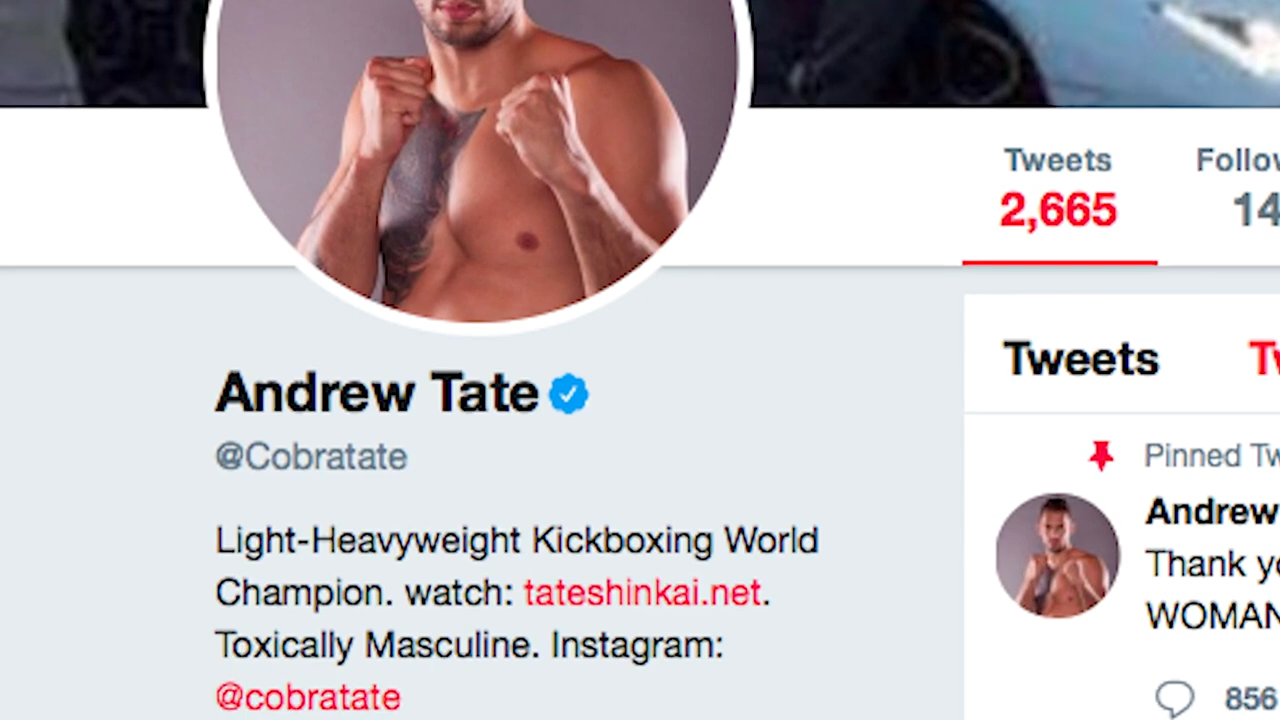 Tweets
2,665
Andrew Tate
@Cobratate
Light-Heavyweight Kickboxing World
Champion. watch: tateshinkai.net.
Toxically Masculine. Instagram:
@cobratate
Tweets
Pinned
Andrew
Thank
856